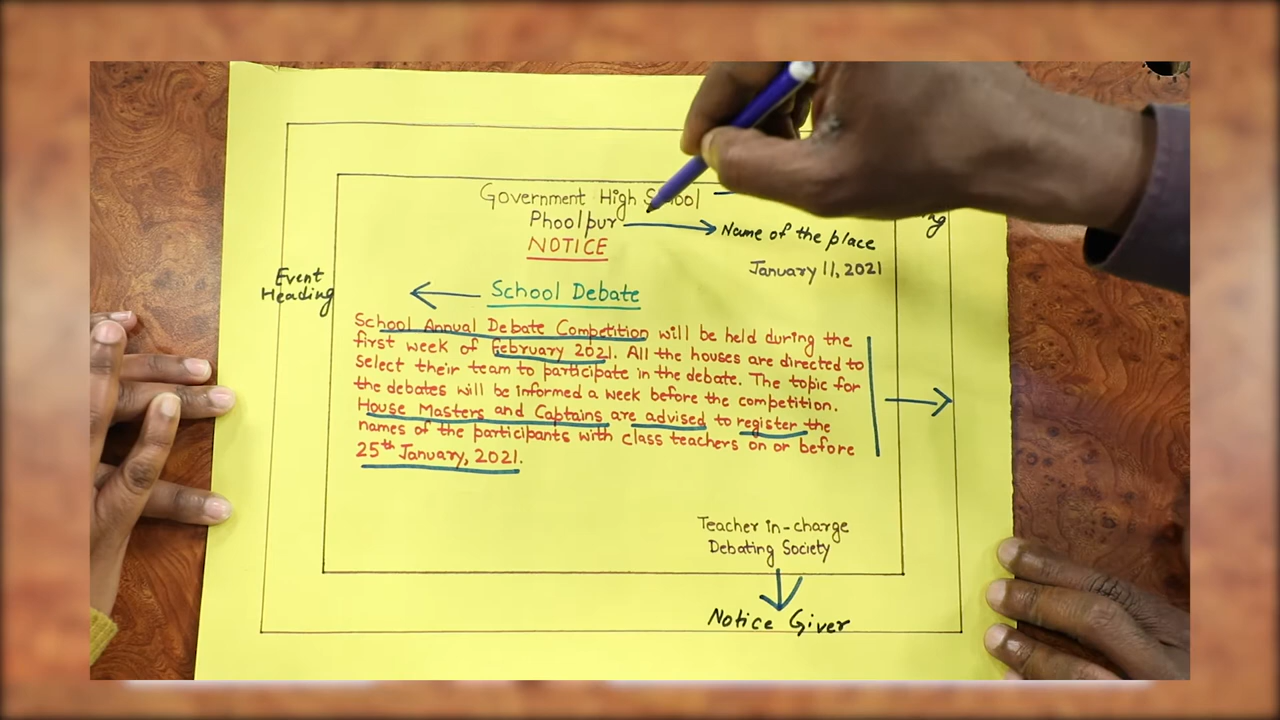 Government High School
Phoolpur
Name of the place
NOTICE
January 11, 2021
Event
Heading
School Debate
School Annual Debate Competition will be held during the
first week of February 2021. All the houses are directed to
select their team to participate in the debate. The topic for
the debates will be informed a week before the competition.
House Masters and Captains are advised to register the
names of the participants with class teachers on or before
25th January, 2021.
Teacher in-charge
Debating Society
Notice Giver